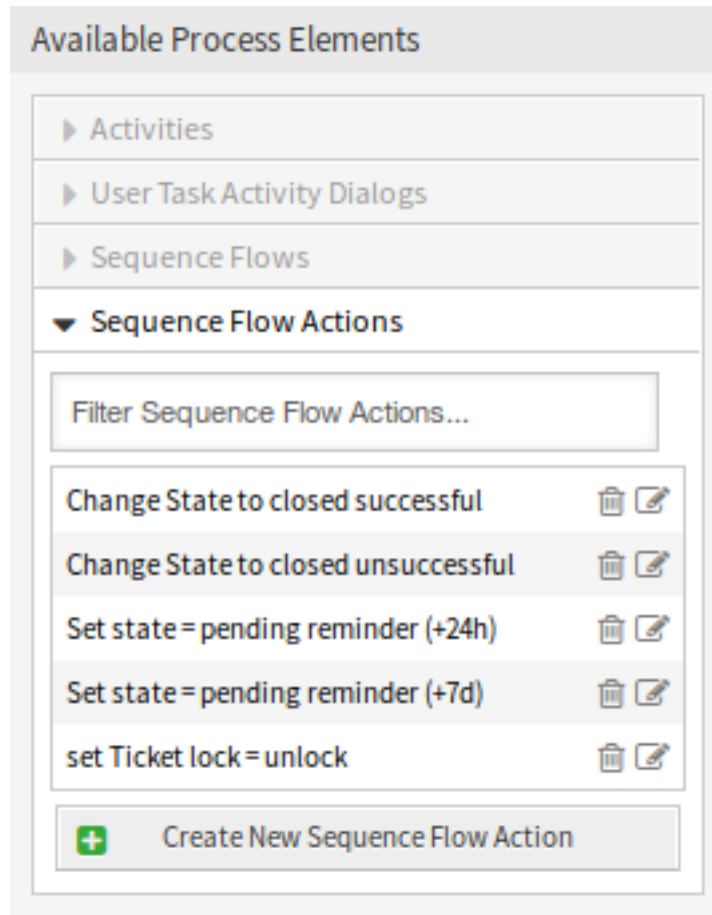 Available Process Elements
Activities
User Task Activity Dialogs
Sequence Flows
Sequence Flow Actions
Filter Sequence Flow Actions...
Change State to closed successful
Change State to closed unsuccessful
Set state = pending reminder (+24h)
Set state = pending reminder (+7d)
set Ticket lock = unlock
Create New Sequence Flow Action